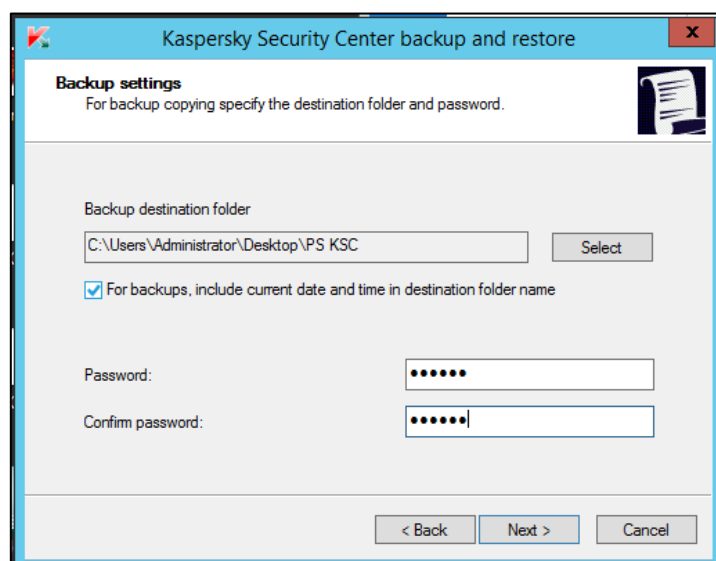 Kaspersky Security Center backup and restore
x
Backup settings
For backup copying specify the destination folder and password.
Backup destination folder
C:\Users\Administrator\Desktop\PS KSC
Select
For backups, include current date and time in destination folder name
Password:
••••••
Confirm password:
••••••
< Back
Next >
Cancel